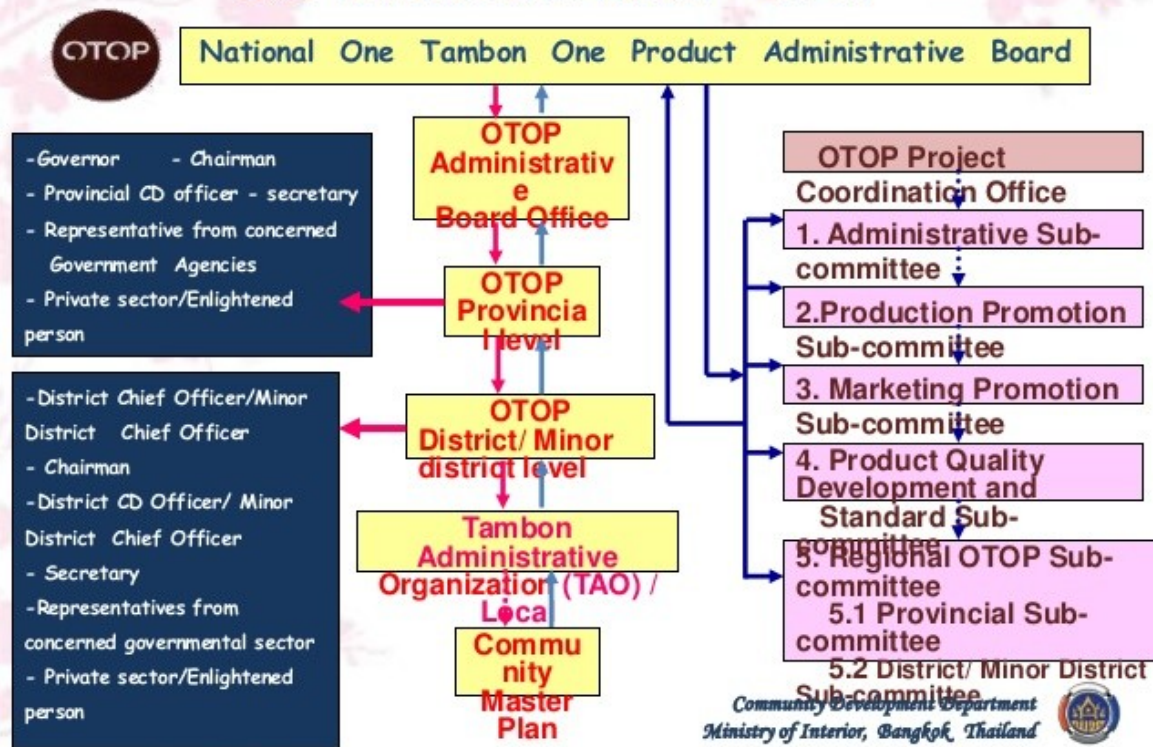 OTOP
National One Tambon One Product Administrative Board
-Governor - Chairman
- Provincial CD officer - secretary
- Representative from concerned
Government Agencies
- Private sector/Enlightened
person
-District Chief Officer/Minor
District Chief Officer
- Chairman
-District CD Officer/ Minor
District Chief Officer
- Secretary
-Representatives from
concerned governmental sector
- Private sector/Enlightened
person
OTOP
Administrativ
e
Board Office
OTOP
Provincia
l level
OTOP
District/ Minor
district level
Tambon
Administrative
Organization (TAO) /
Local
Commu
nity
Master
Plan
OTOP Project
Coordination Office
1. Administrative Sub-
committee
2.Production Promotion
Sub-committee
3. Marketing Promotion
Sub-committee
4. Product Quality
Development and
Standard Sub-
committee
5. Regional OTOP Sub-
committee
5.1 Provincial Sub-
committee
5.2 District/ Minor District
Sub-committee
Community Development Department
Ministry of Interior, Bangkok, Thailand